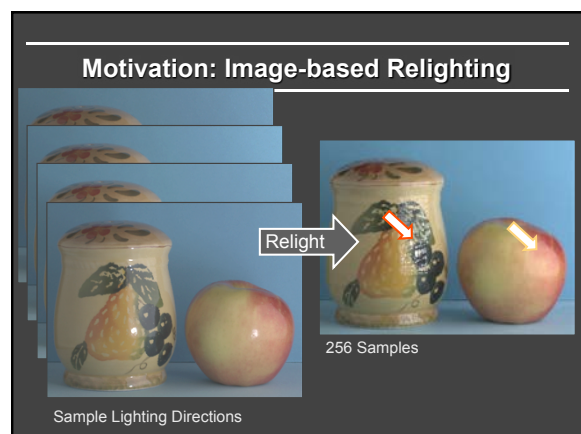 Motivation: Image-based Relighting
Relight
256 Samples
Sample Lighting Directions